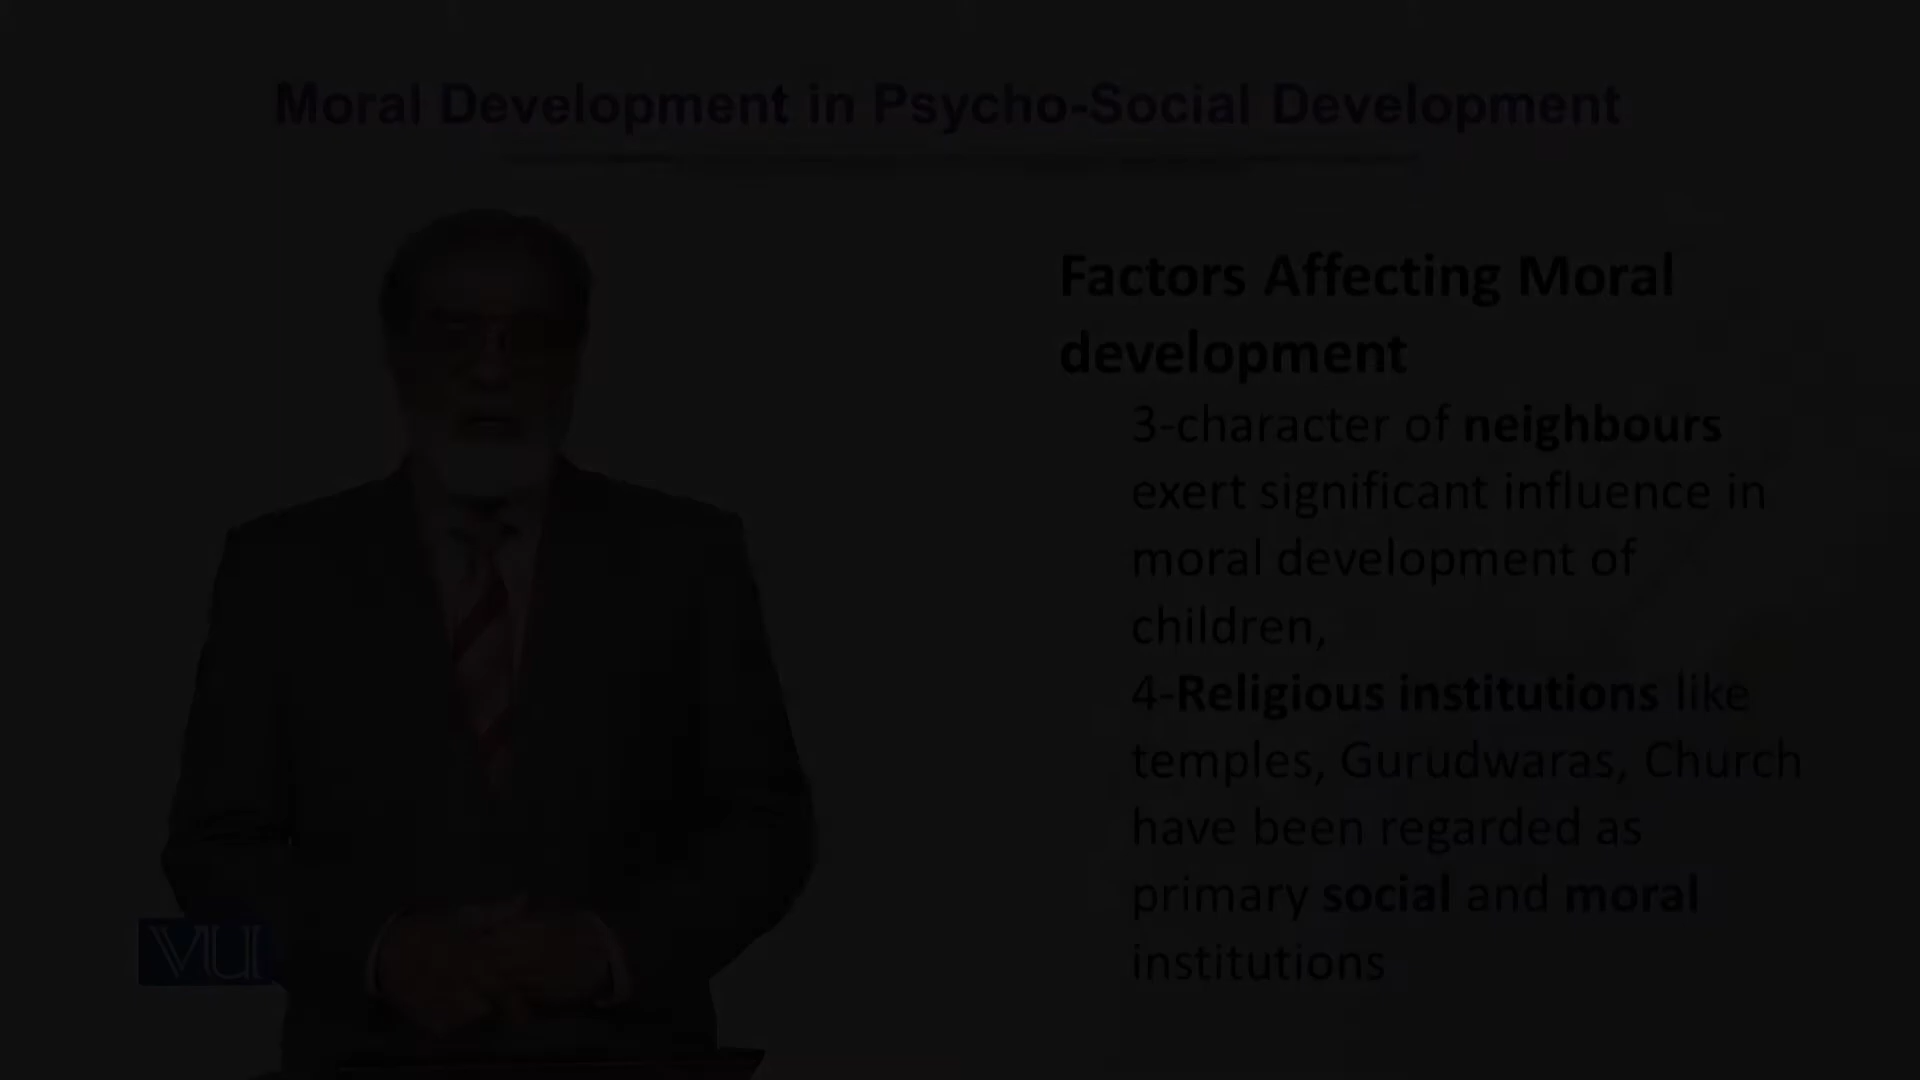 Moral Development in Psycho-Social Development
Factors Affecting Moral
development
3-character of neighbours
exert significant influence in
moral development of
children,
4-Religious institutions like
temples, Gurudwaras, Church
have been regarded as
primary social and moral
institutions
VU